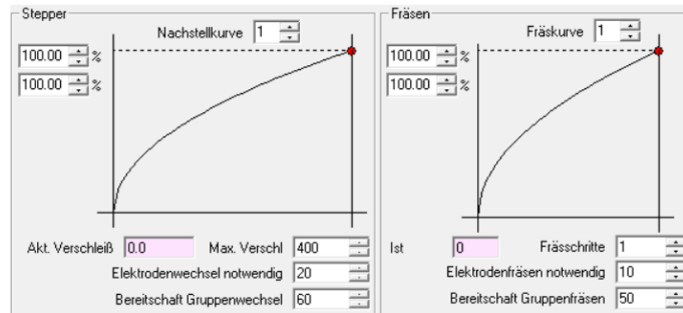 Stepper
Nachstellkurve 1
100.00 %
100.00 %
Akt. Verschleiß 0.0 Max. Verschl 400
Elektrodenwechsel notwendig 20
Bereitschaft Gruppenwechsel 60
Fräsen
Fräskurve 1
100.00 %
100.00 %
Ist 0 Frässchritte 1
Elektrodenfräsen notwendig 10
Bereitschaft Gruppenfräsen 50